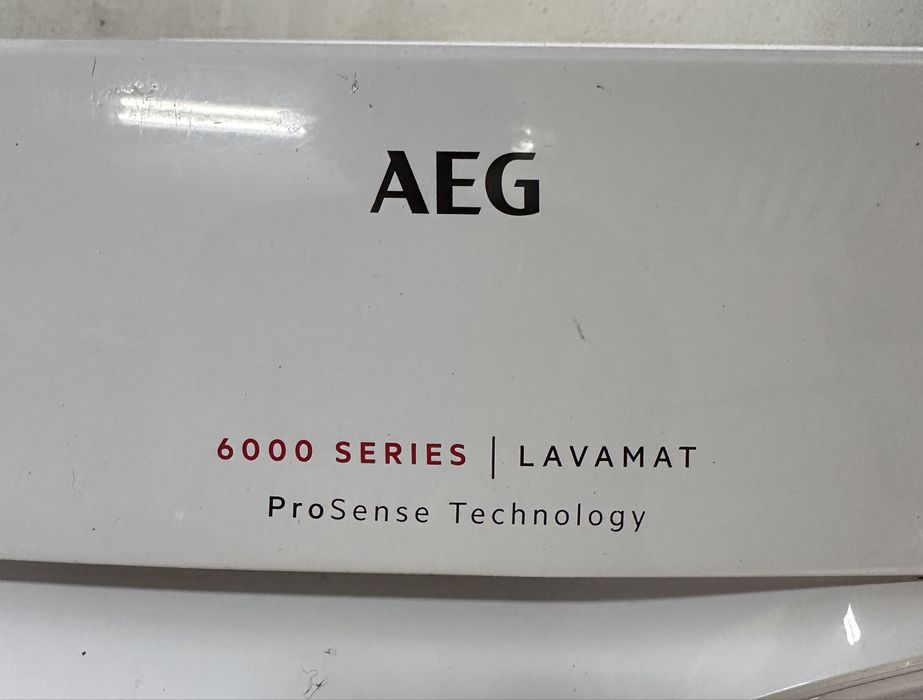 AEG
6000 SERIES | LAVAMAT
ProSense Technology